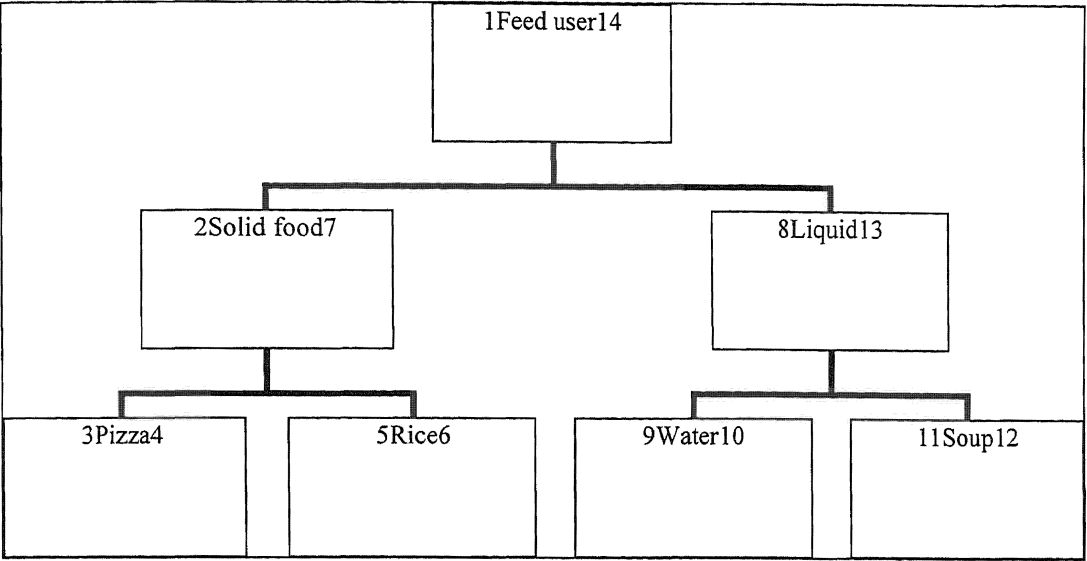 1Feed user14
2Solid food7
8Liquid13
3Pizza4
5Rice6
9Water10
11Soup12